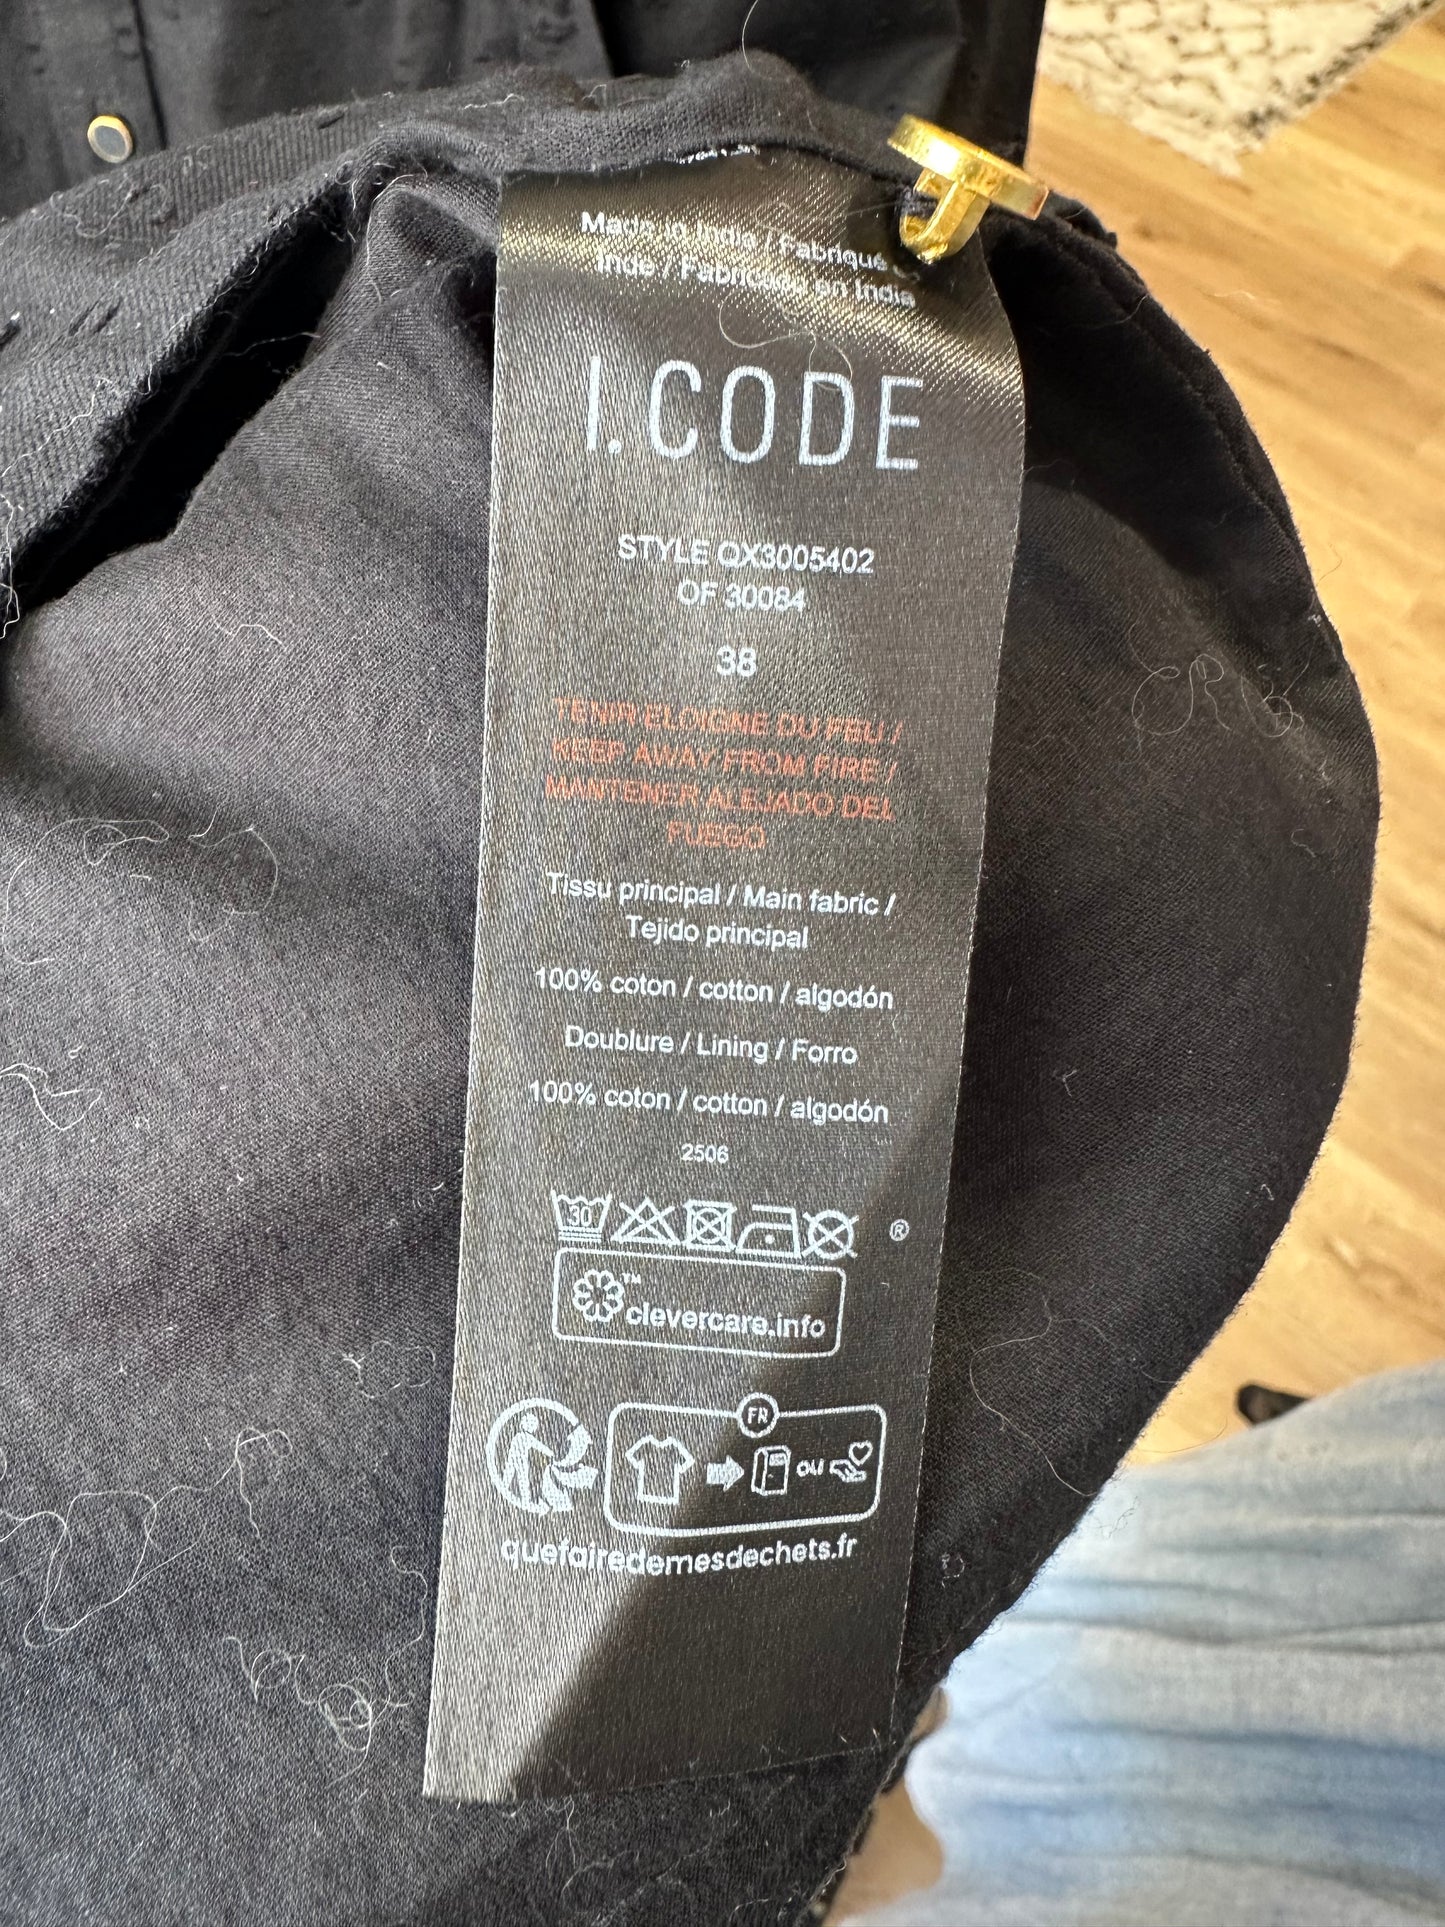 Made in India / Fabriqué
Inde / Fabricado en India
I.CODE
STYLE QX3005402
OF 30084
38
TENIR ELOIGNE DU FEU /
KEEP AWAY FROM FIRE /
MANTENER ALEJADO DEL
FUEGO
Tissu principal / Main fabric /
Tejido principal
100% coton / cotton / algodón
Doublure / Lining / Forro
100% coton / cotton / algodón
2506
30 ®
™ clevercare.info
FR
ou
quefairedemesdechets.fr